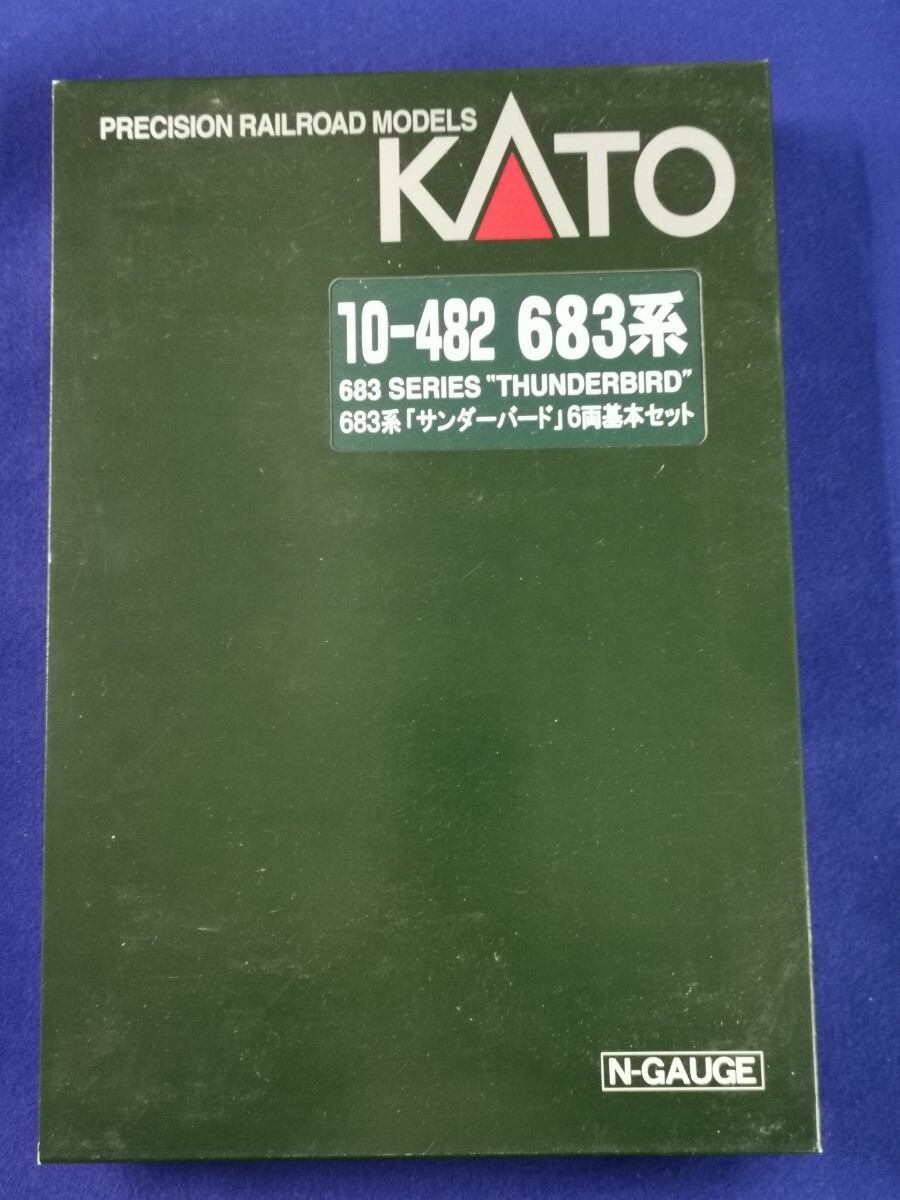 PRECISION RAILROAD MODELS
KATO
10-482 683系
683 SERIES "THUNDERBIRD"
683系「サンダーバード」6両基本セット
N-GAUGE